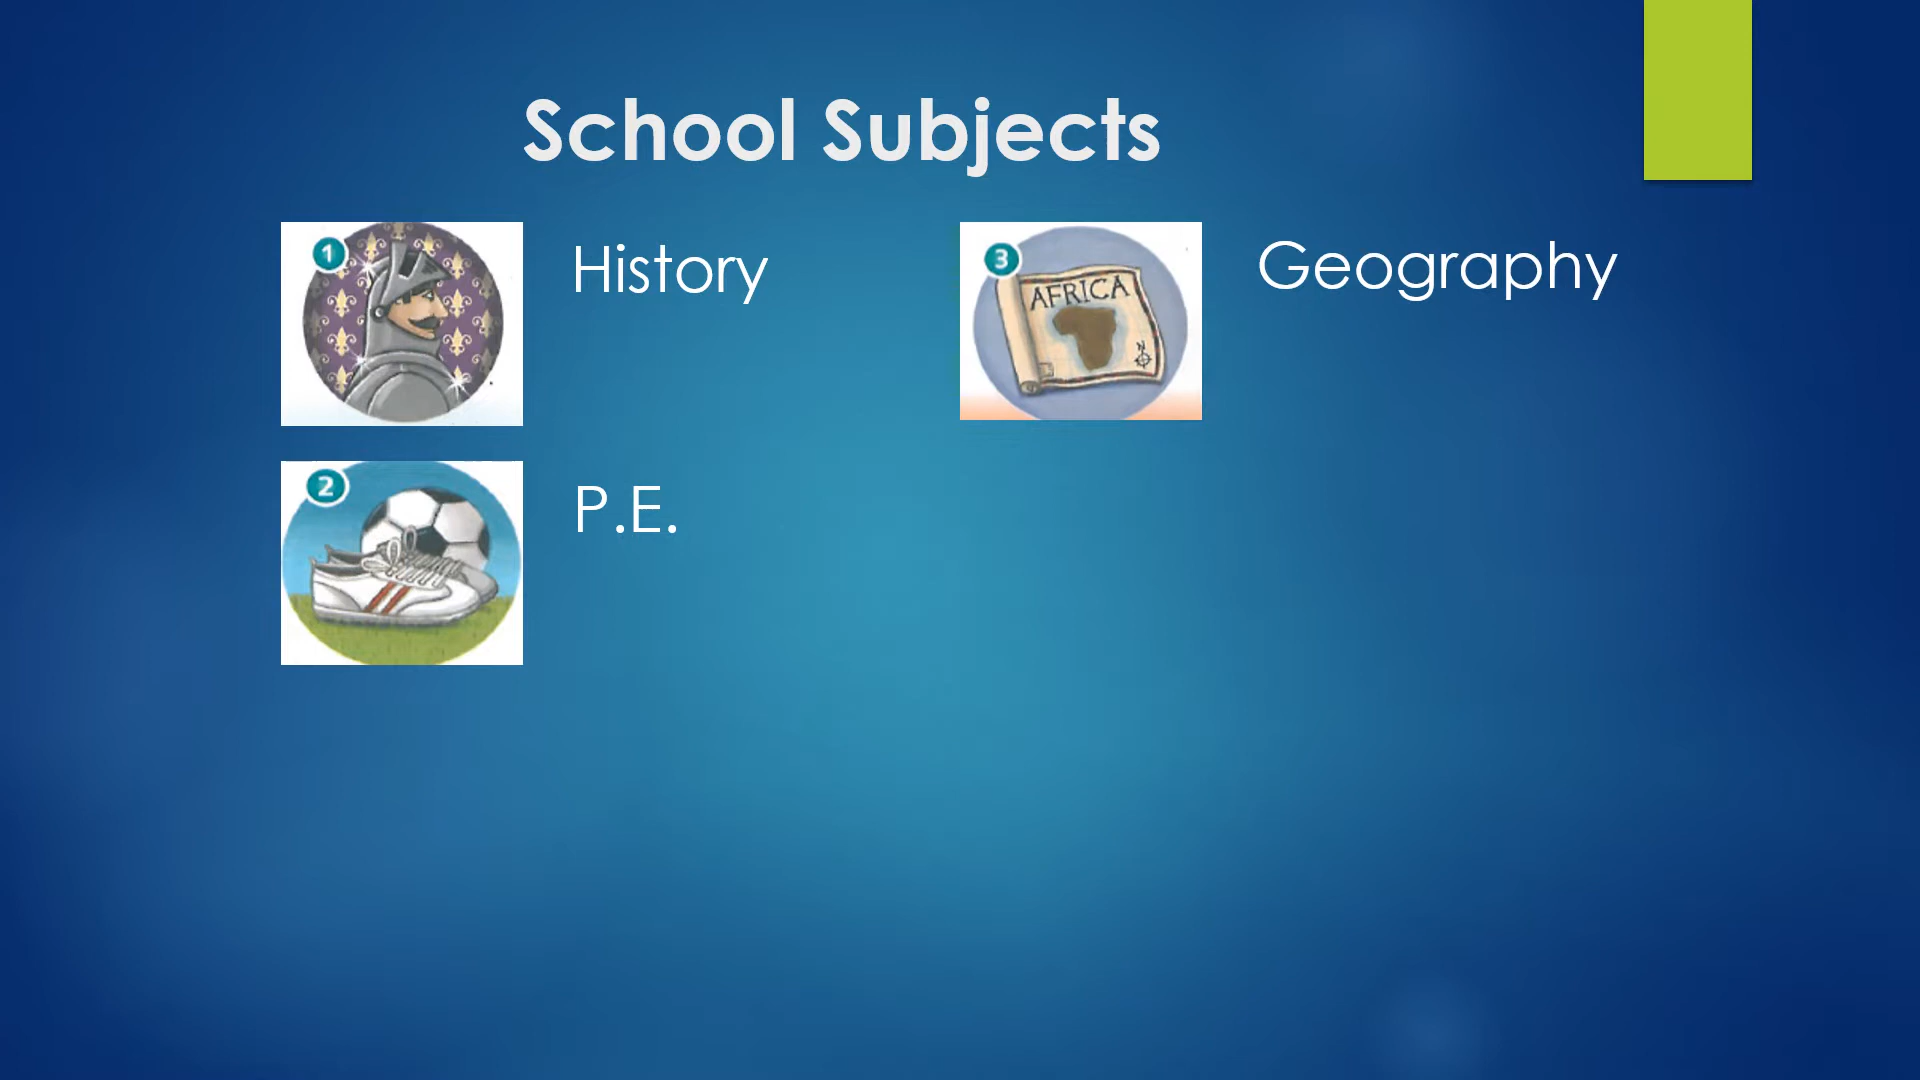 School Subjects
1
History
2
P.E.
3
AFRICA
N
Geography